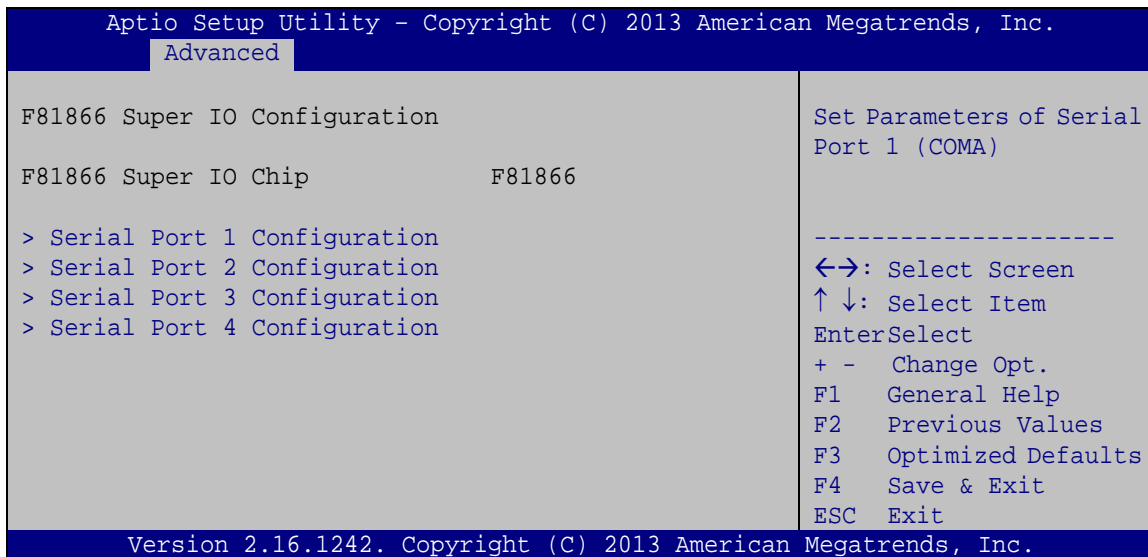 Aptio Setup Utility – Copyright (C) 2013 American Megatrends, Inc.
Advanced
F81866 Super IO Configuration
F81866 Super IO Chip F81866
> Serial Port 1 Configuration
> Serial Port 2 Configuration
> Serial Port 3 Configuration
> Serial Port 4 Configuration
Set Parameters of Serial
Port 1 (COMA)
---------------------
←→: Select Screen
↑ ↓: Select Item
EnterSelect
+ - Change Opt.
F1 General Help
F2 Previous Values
F3 Optimized Defaults
F4 Save & Exit
ESC Exit
Version 2.16.1242. Copyright (C) 2013 American Megatrends, Inc.